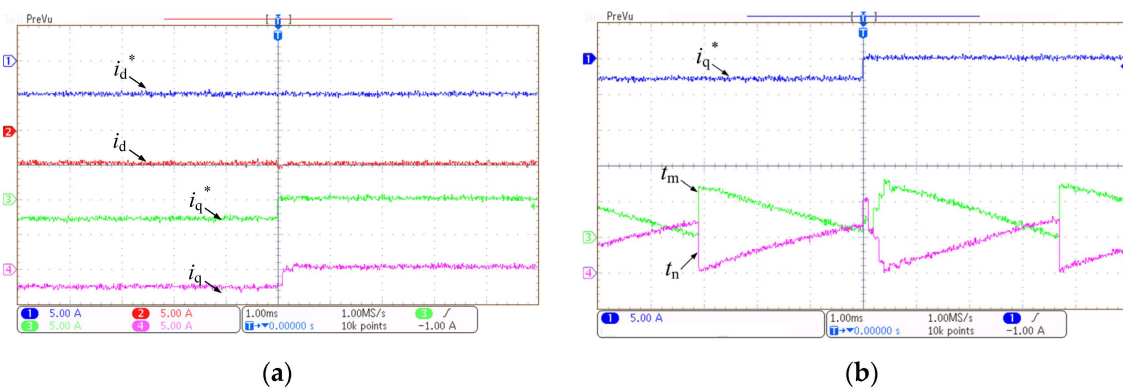 PreVu
[ T ]
T
1
i_d*
2
i_d
3
i_q*
4
i_q
1 5.00 A 2 5.00 A
3 5.00 A 4 5.00 A
1.00ms 1.00MS/s 3 ∫
T→▼0.00000 s 10k points −1.00 A
(a)
PreVu
[ T ]
T
1
i_q*
t_m
3
t_n
4
1 5.00 A
1.00ms 1.00MS/s 1 ∫
T→▼0.00000 s 10k points −1.00 A
(b)